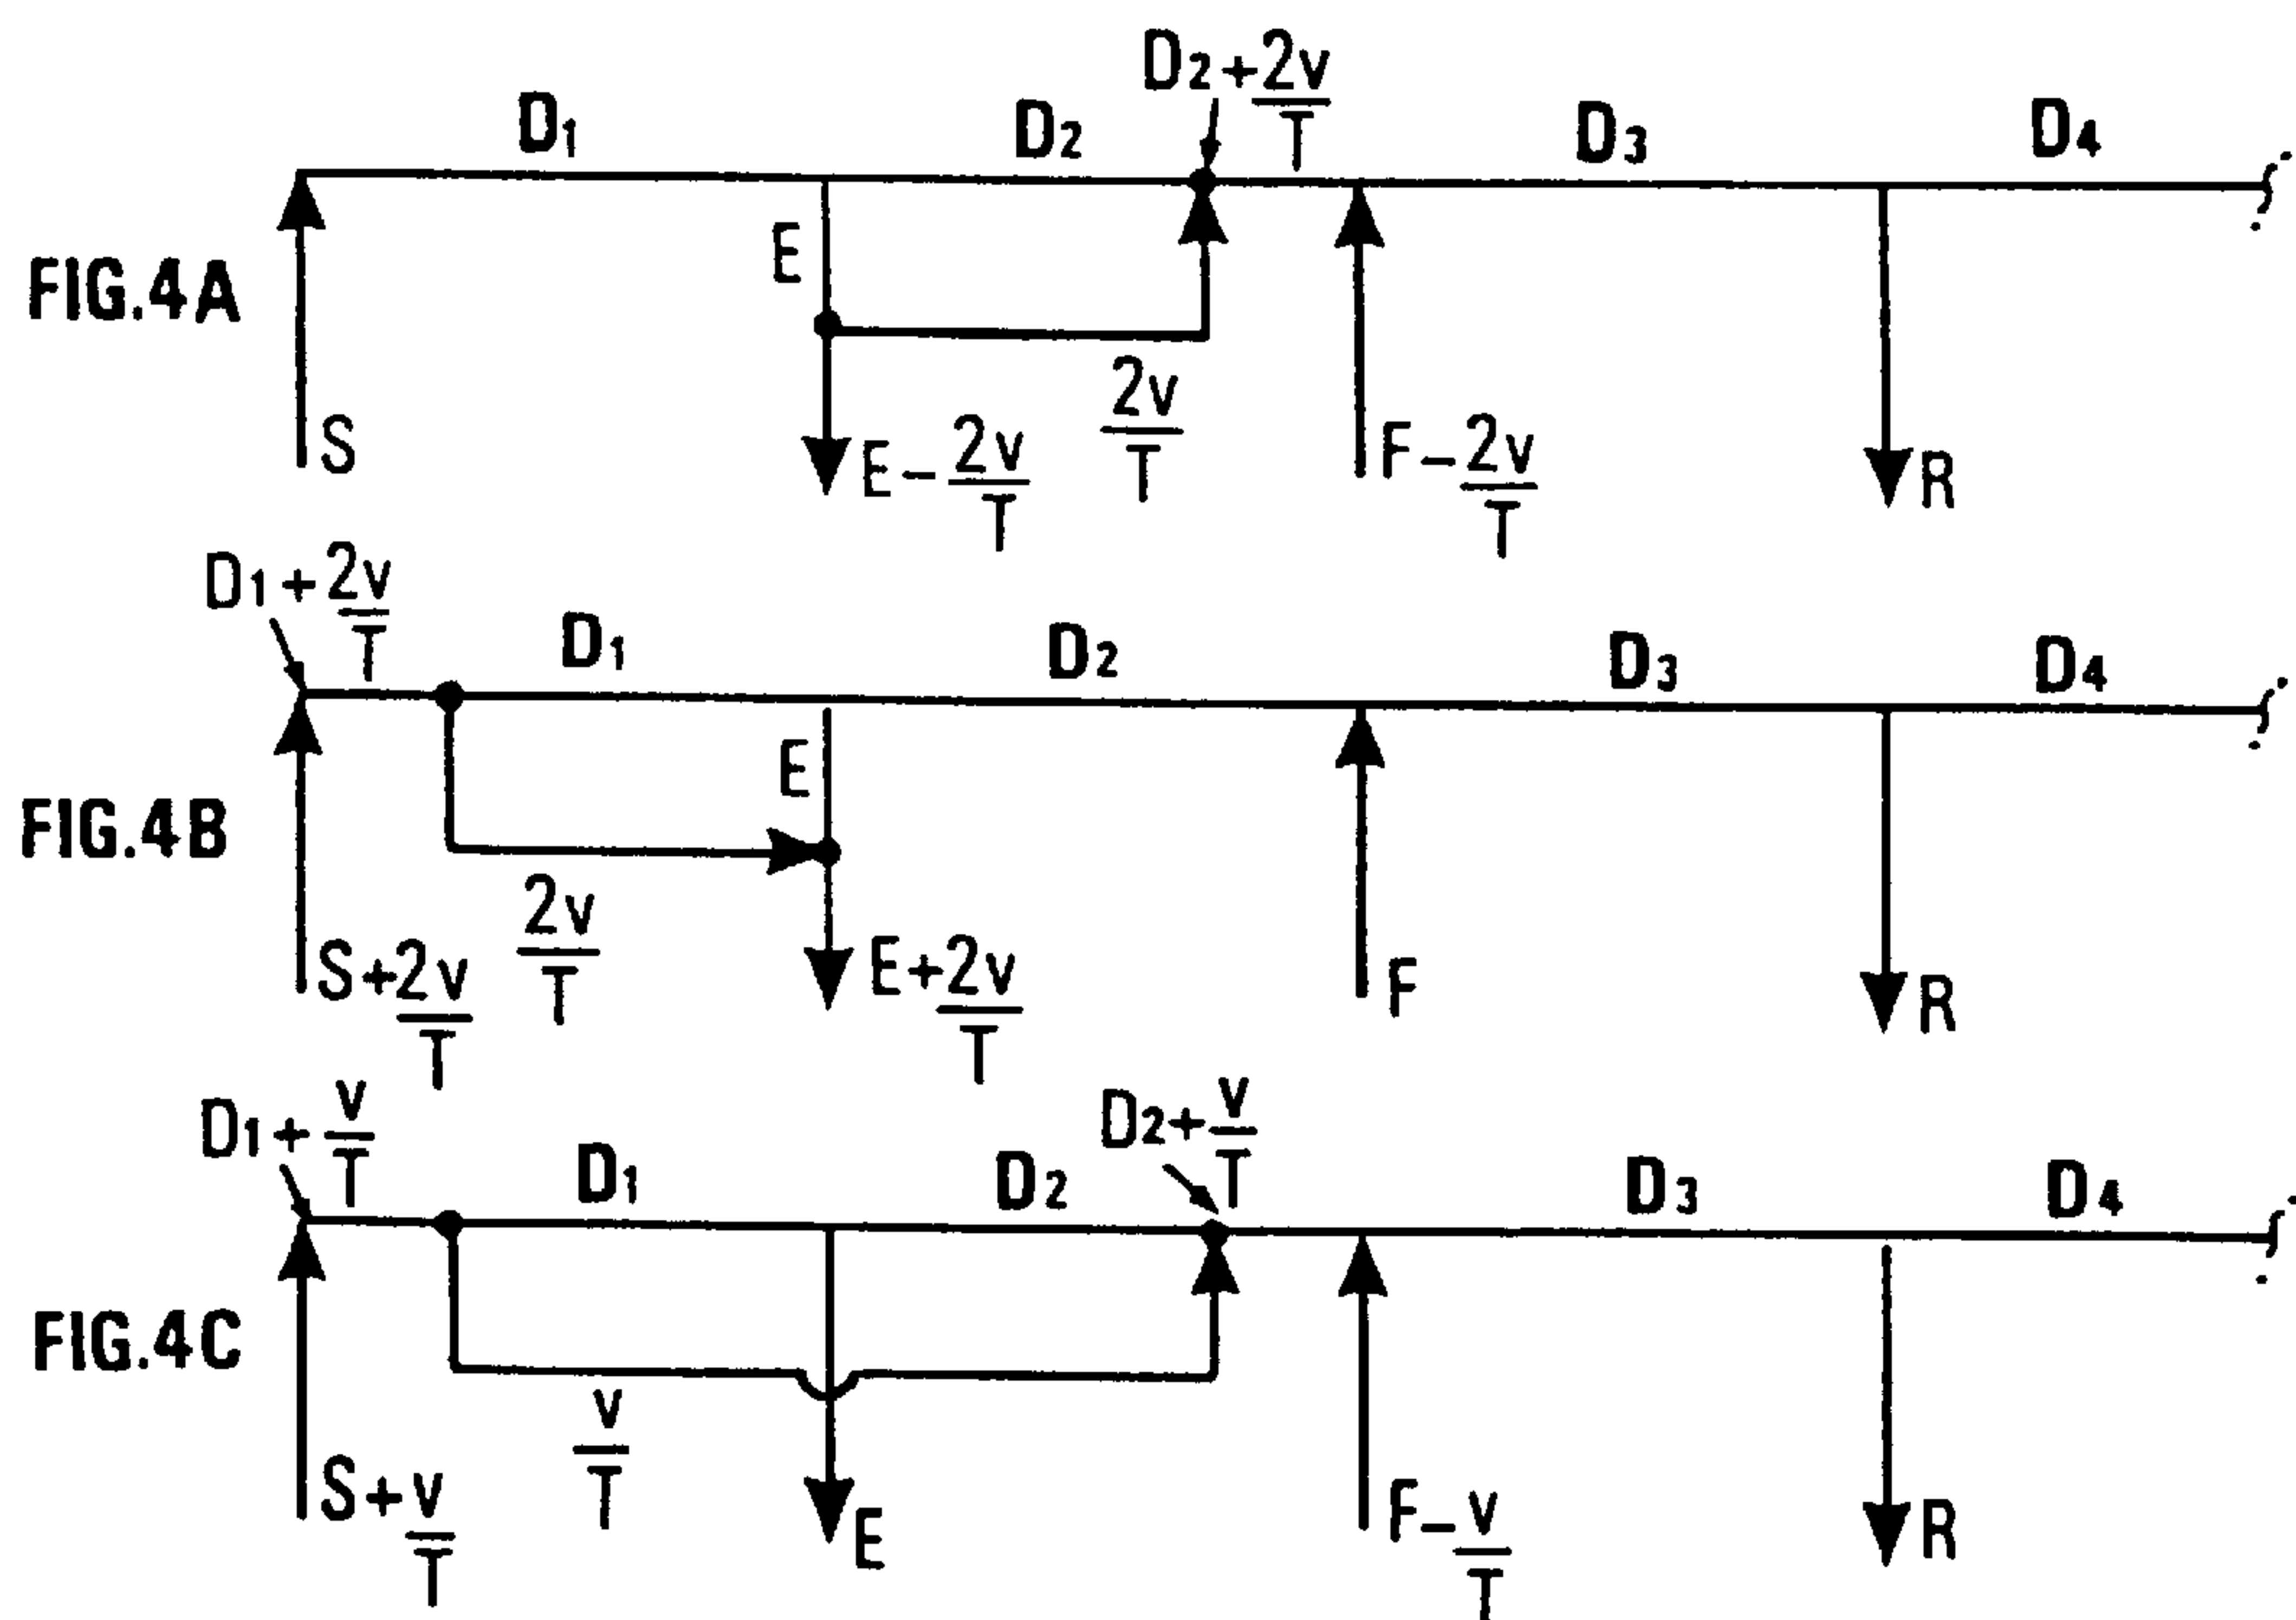 D2+2v/T
D1 D2 D3 D4
E
FIG.4A
2v/T
S E-2v/T F-2v/T R
D1+2v/T
D1 D2 D3 D4
E
FIG.4B
2v/T
S+2v/T E+2v/T F R
D1+v/T D2+v/T
D1 D2 D3 D4
FIG.4C
v/T
S+v/T E F-v/T R